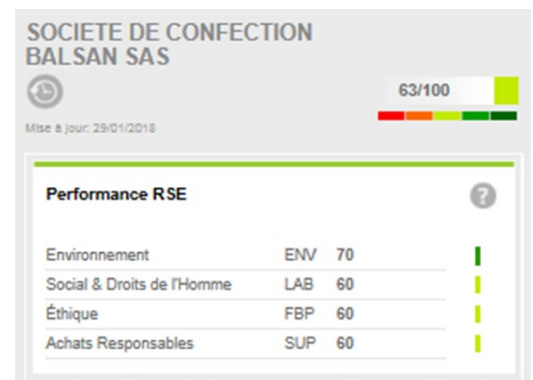 SOCIETE DE CONFECTION
BALSAN SAS
63/100
Mise à jour: 29/01/2018
Performance RSE
?
Environnement ENV 70
Social & Droits de l'Homme LAB 60
Éthique FBP 60
Achats Responsables SUP 60